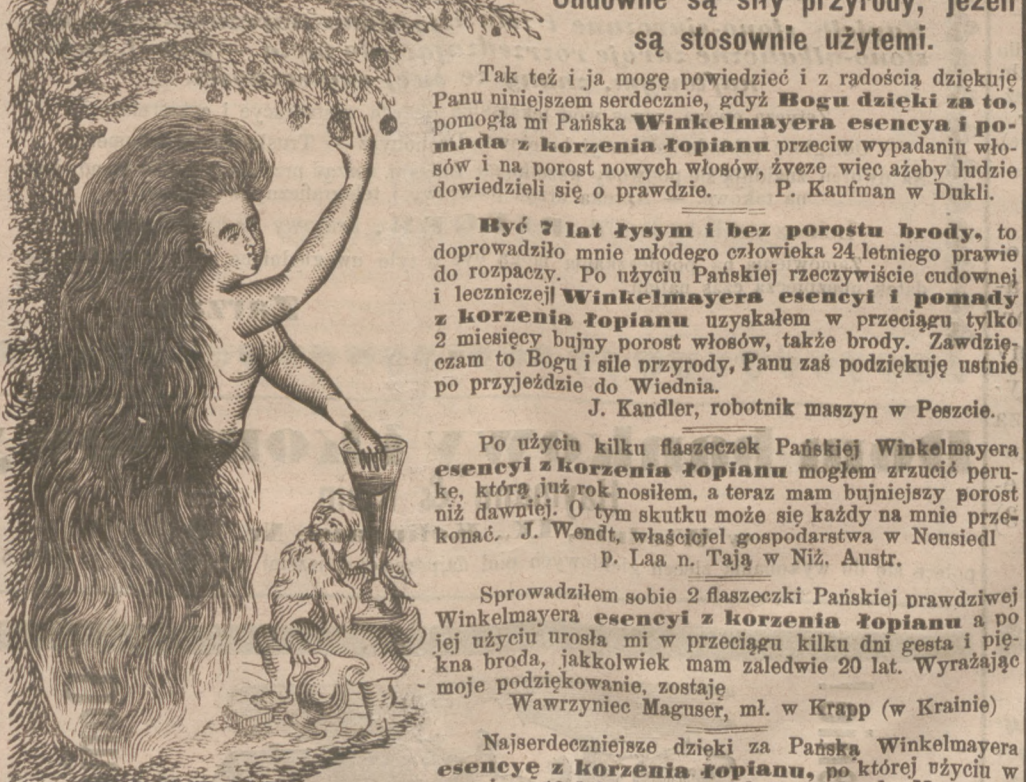 Cudowne są siły przyrody, jeżeli
są stosownie użytemi.
Tak też i ja mogę powiedzieć i z radościa dziękuję
Panu niniejszem serdecznie, gdyż Bogu dzięki za to,
pomogła mi Pańska Winkelmayera esencya i po-
mada z korzenia łopianu przeciw wypadaniu wło-
sów i na porost nowych włosów, żyeze więc ażeby ludzie
dowiedzieli się o prawdzie. P. Kaufman w Dukli.
Być 7 lat łysym i bez porostu brody, to
doprowadziło mnie młodego człowieka 24 letniego prawie
do rozpaczy. Po użyciu Pańskiej rzeczywiście cudownej
i leczniczej Winkelmayera esencyi i pomady
z korzenia łopianu uzyskałem w przeciągu tylko
2 miesięcy bujny porost włosów, także brody. Zawdzię-
czam to Bogu i sile przyrody, Panu zaś podziękuję ustnie
po przyjeździe do Wiednia.
J. Kandler, robotnik maszyn w Peszcie.
Po użyciu kilku flaszeczek Pańskiej Winkelmayera
esencyi z korzenia łopianu mogłem zrzucić peru-
kę, którą już rok nosiłem, a teraz mam bujniejszy porost
niż dawniej. O tym skutku może się każdy na mnie prze-
konać. J. Wendt, właściciel gospodarstwa w Neusiedl
p. Laa n. Tają w Niż. Austr.
Sprowadziłem sobie 2 flaszeczki Pańskiej prawdziwej
Winkelmayera esencyi z korzenia łopianu a po
jej użyciu urosła mi w przeciągu kilku dni gęsta i pię-
kna broda, jakkolwiek mam zaledwie 20 lat. Wyrażając
moje podziękowanie, zostaję
Wawrzyniec Maguser, mł. w Krapp (w Krainie)
Najserdeczniejsze dzięki za Pańską Winkelmayera
esencyę z korzenia łopianu, po której użyciu w